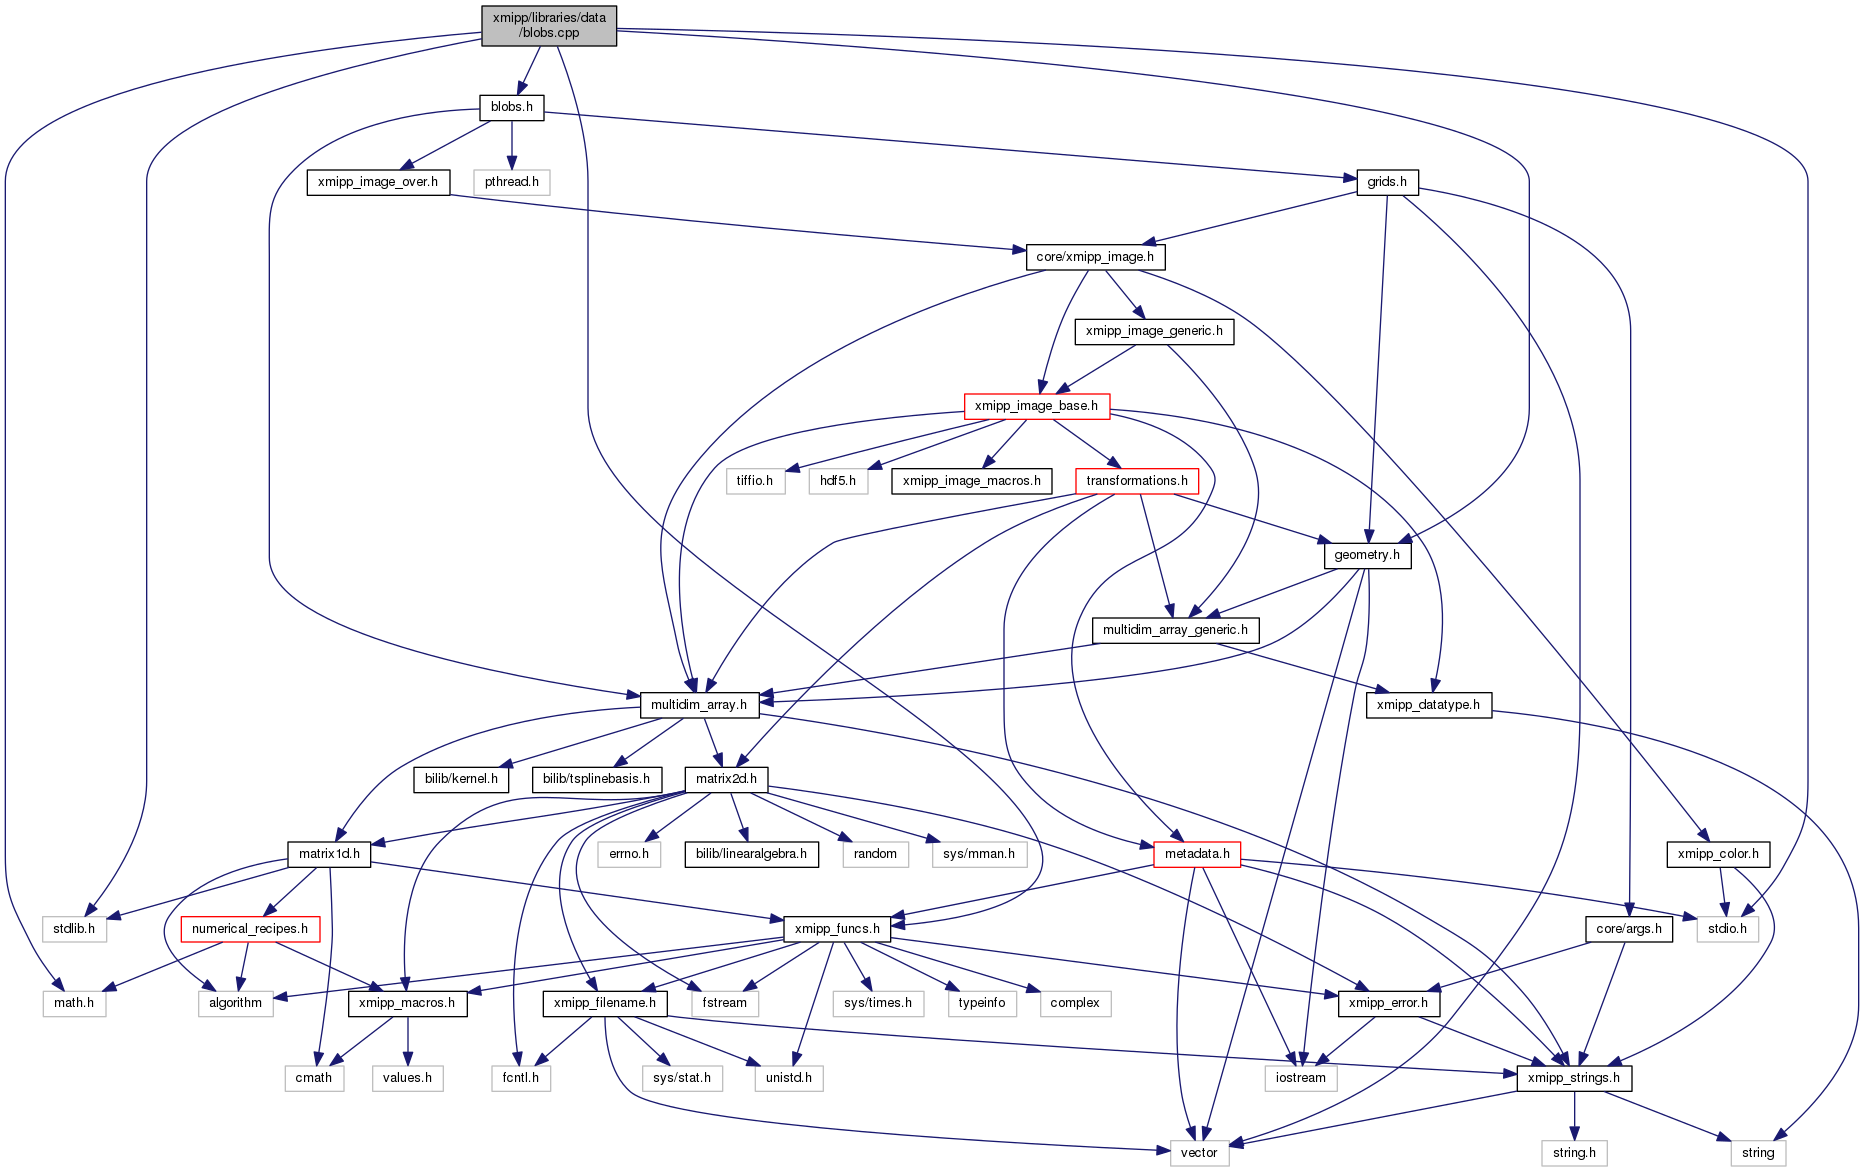 xmipp/libraries/data
/blobs.cpp
blobs.h
xmipp_image_over.h
pthread.h
grids.h
core/xmipp_image.h
xmipp_image_generic.h
xmipp_image_base.h
tiffio.h
hdf5.h
xmipp_image_macros.h
transformations.h
geometry.h
multidim_array_generic.h
multidim_array.h
xmipp_datatype.h
bilib/kernel.h
bilib/tsplinebasis.h
matrix2d.h
matrix1d.h
errno.h
bilib/linearalgebra.h
random
sys/mman.h
metadata.h
xmipp_color.h
stdlib.h
numerical_recipes.h
xmipp_funcs.h
core/args.h
stdio.h
math.h
algorithm
xmipp_macros.h
xmipp_filename.h
fstream
sys/times.h
typeinfo
complex
xmipp_error.h
cmath
values.h
fcntl.h
sys/stat.h
unistd.h
iostream
xmipp_strings.h
vector
string.h
string